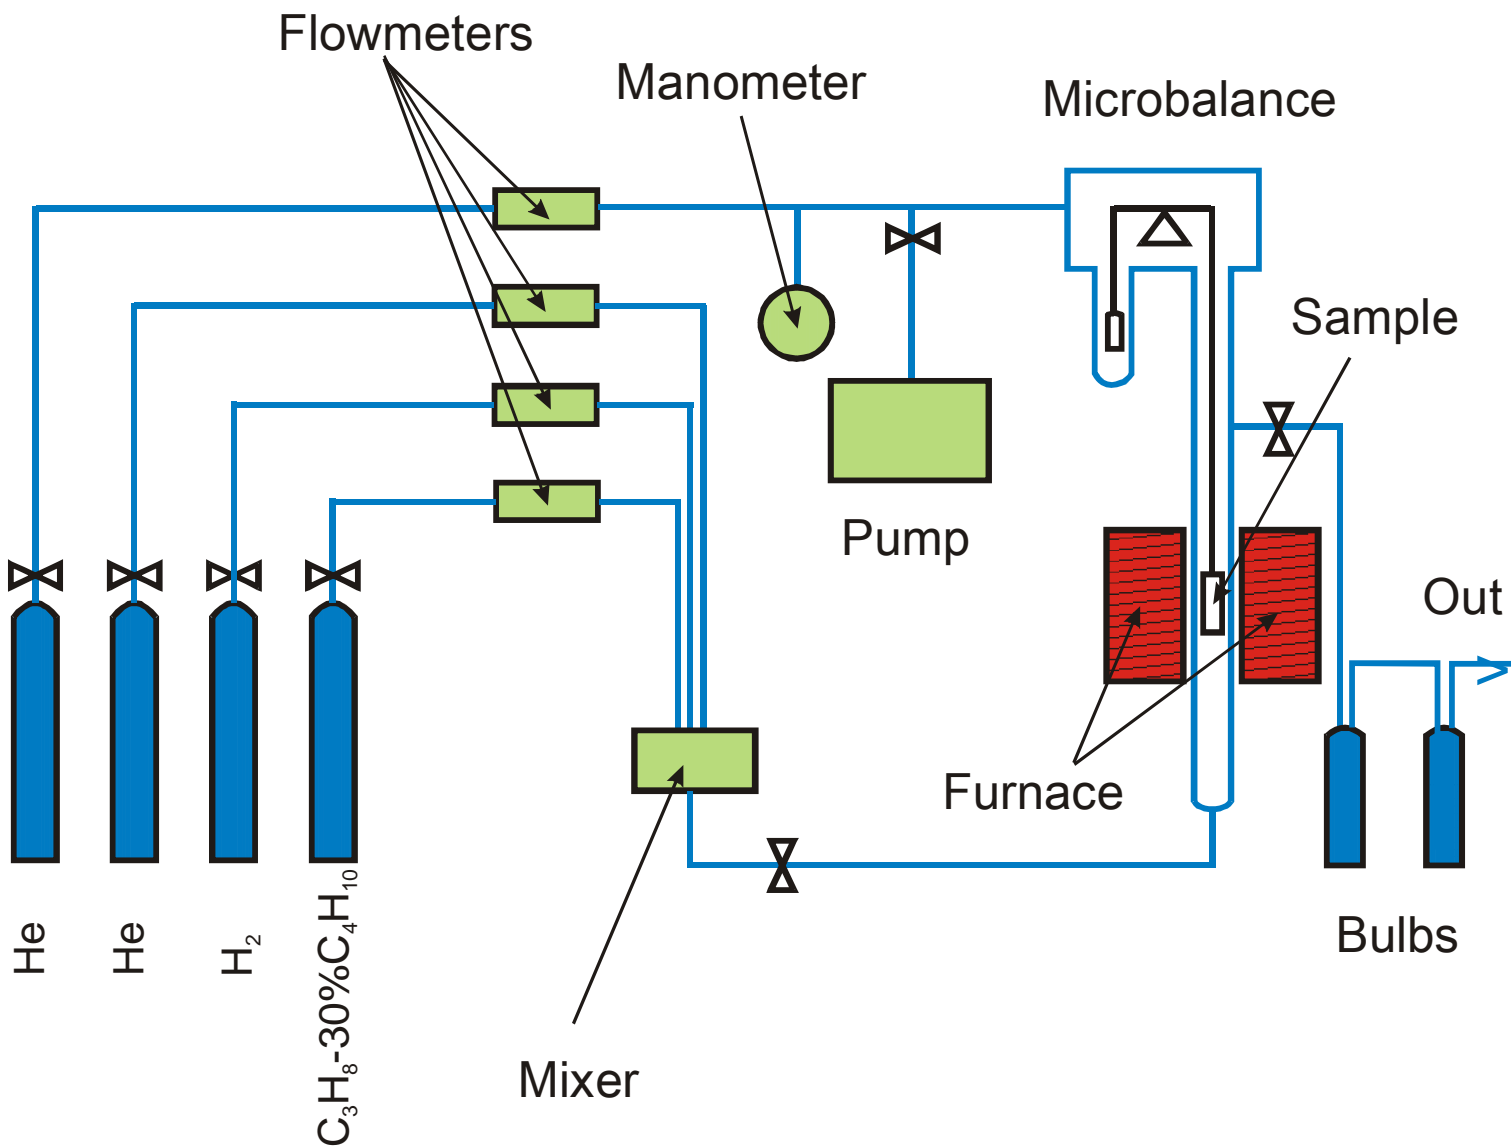 Flowmeters
Manometer
Microbalance
Sample
Pump
Out
Furnace
Bulbs
He
He
H₂
C₃H₈-30%C₄H₁₀
Mixer